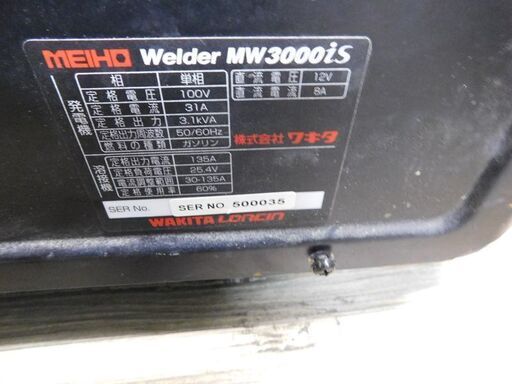 MEIHO Welder MW3000iS
発電機
相 単相
定格電圧 100V
定格電流 31A
定格出力 3.1kVA
定格出力周波数 50/60Hz
燃料の種類 ガソリン
直流電圧 12V
直流電流 8A
株式会社 ワキタ
溶接機
定格出力電流 135A
定格負荷電圧 25.4V
電流調整範囲 30-135A
定格使用率 60%
SER No. SER NO 500035
WAKITA LONCIN